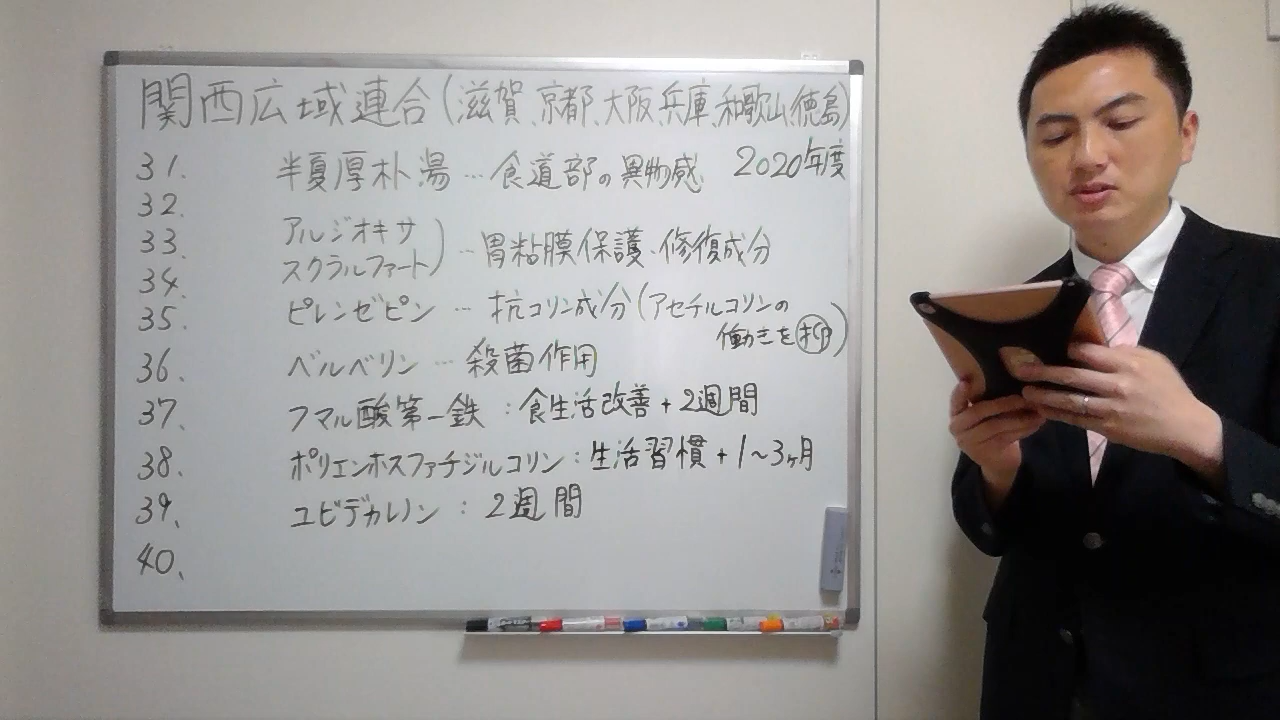 関西広域連合(滋賀、京都、大阪、兵庫、和歌山、徳島)
31. 半夏厚朴湯…食道部の異物感 2020年度
32.
アルジオキサ
33.
スクラルファート)…胃粘膜保護・修復成分
34.
35. ピレンゼピン…抗コリン成分(アセチルコリンの
働きを抑)
36. ベルベリン…殺菌作用
37. フマル酸第一鉄:食生活改善+2週間
38. ポリエンホスファチジルコリン:生活習慣+1〜3ヶ月
39. ユビデカレノン:2週間
40.